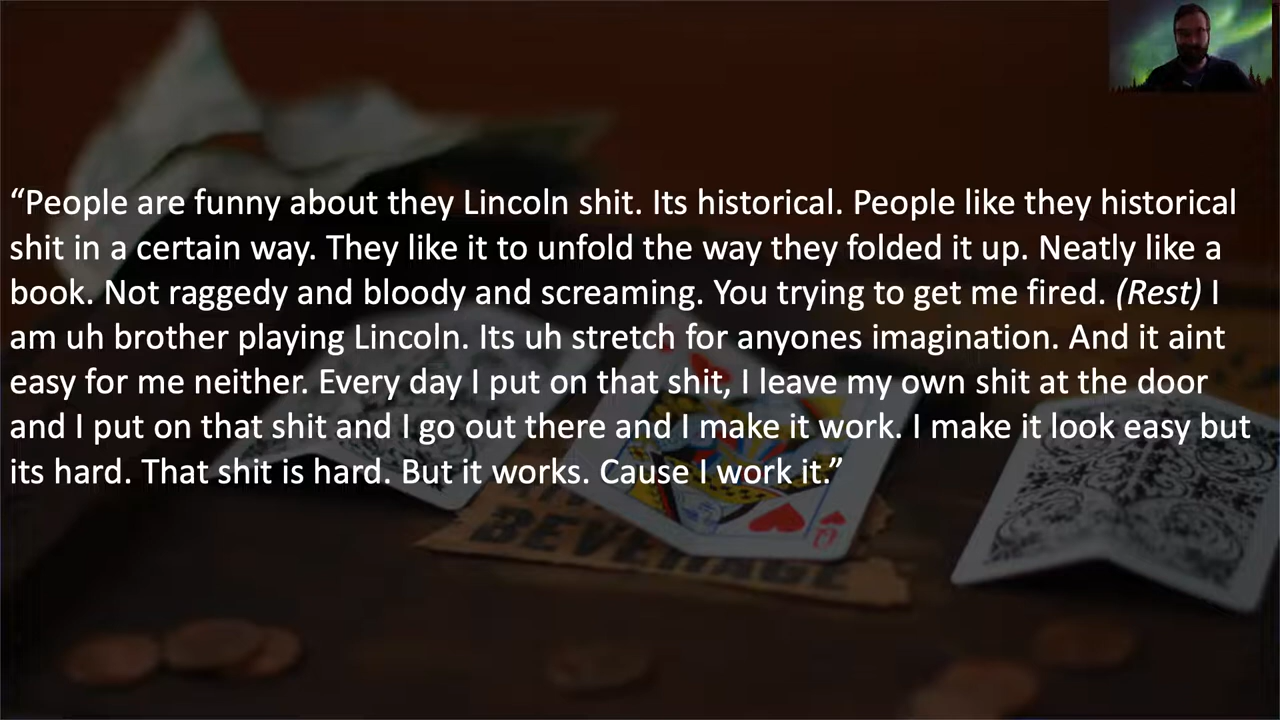 “People are funny about they Lincoln shit. Its historical. People like they historical
shit in a certain way. They like it to unfold the way they folded it up. Neatly like a
book. Not raggedy and bloody and screaming. You trying to get me fired. (Rest) I
am uh brother playing Lincoln. Its uh stretch for anyones imagination. And it aint
easy for me neither. Every day I put on that shit, I leave my own shit at the door
and I put on that shit and I go out there and I make it work. I make it look easy but
its hard. That shit is hard. But it works. Cause I work it.”
BEVERAGE